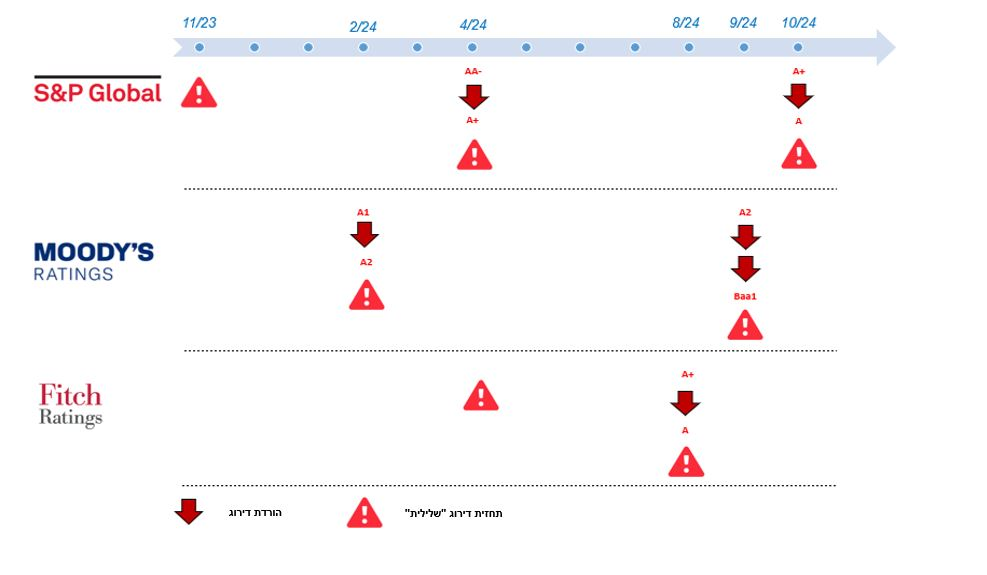 11/23 2/24 4/24 8/24 9/24 10/24
S&P Global
AA- A+
A+ A
A1 A2
MOODY'S
RATINGS
A2
Baa1
Fitch
Ratings
A+
A
הורדת דירוג תחזית דירוג "שלילית"